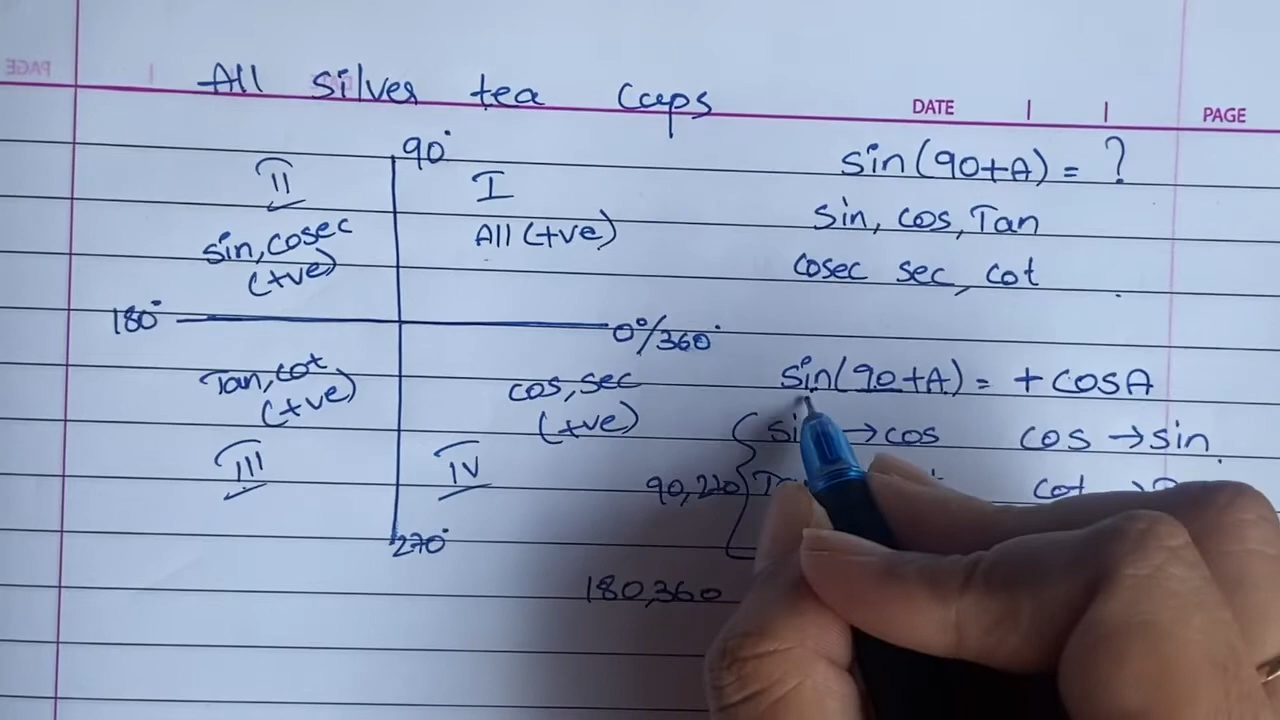 All silver tea Cups
DATE
PAGE
PAGE
90°
II
I
sin, cosec
(+ve)
All (+ve)
180°
0°/360°
Tan, cot
(+ve)
cos, sec
(+ve)
III
IV
270°
sin(90+A) = ?
sin, cos, Tan
cosec sec, cot
sin(90+A) = + cosA
→ cos cos → sin
90, 270 cot →
180, 360